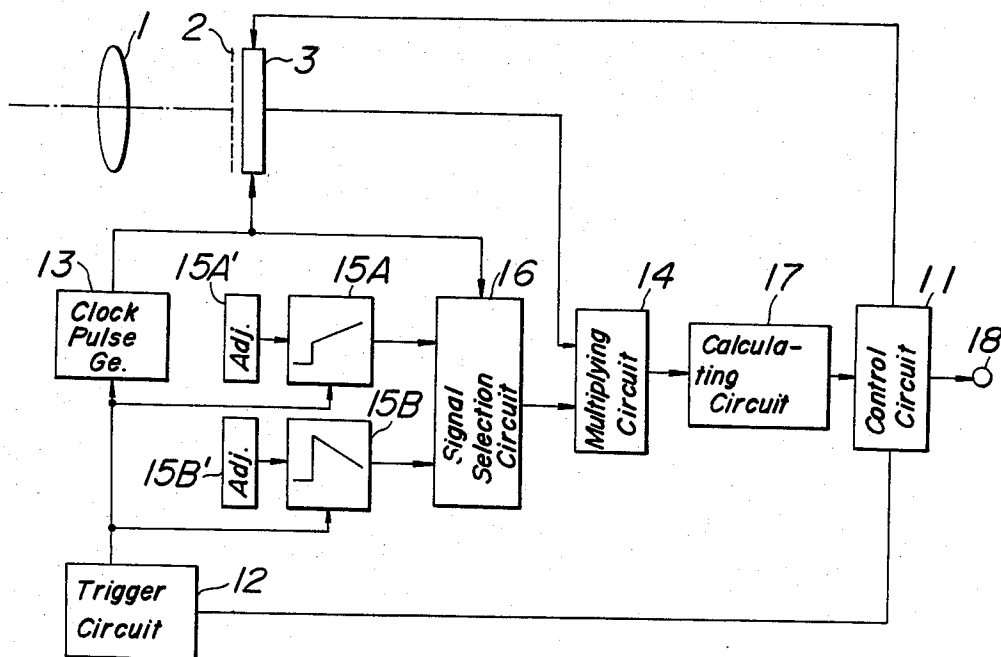 1
2
3
13
Clock
Pulse
Ge.
15A'
Adj.
15A
16
Signal
Selection
Circuit
14
Multiplying
Circuit
17
Calcula-
ting
Circuit
11
Control
Circuit
18
15B'
Adj.
15B
Trigger
Circuit
12